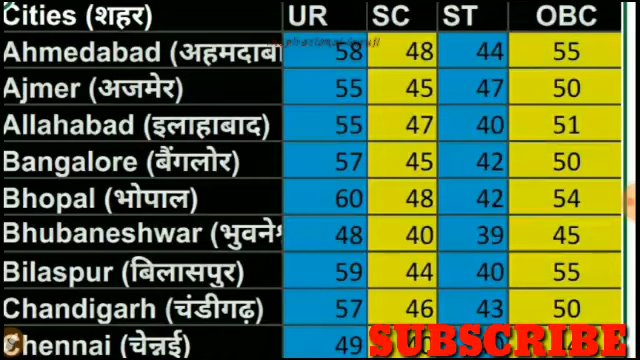 Cities (शहर) UR SC ST OBC
Ahmedabad (अहमदाबा 58 48 44 55
Ajmer (अजमेर) 55 45 47 50
Allahabad (इलाहाबाद) 55 47 40 51
Bangalore (बैंगलोर) 57 45 42 50
Bhopal (भोपाल) 60 48 42 54
Bhubaneshwar (भुवनेश्व 48 40 39 45
Bilaspur (बिलासपुर) 59 44 40 55
Chandigarh (चंडीगढ़) 57 46 43 50
Chennai (चेन्नई) 49
SUBSCRIBE